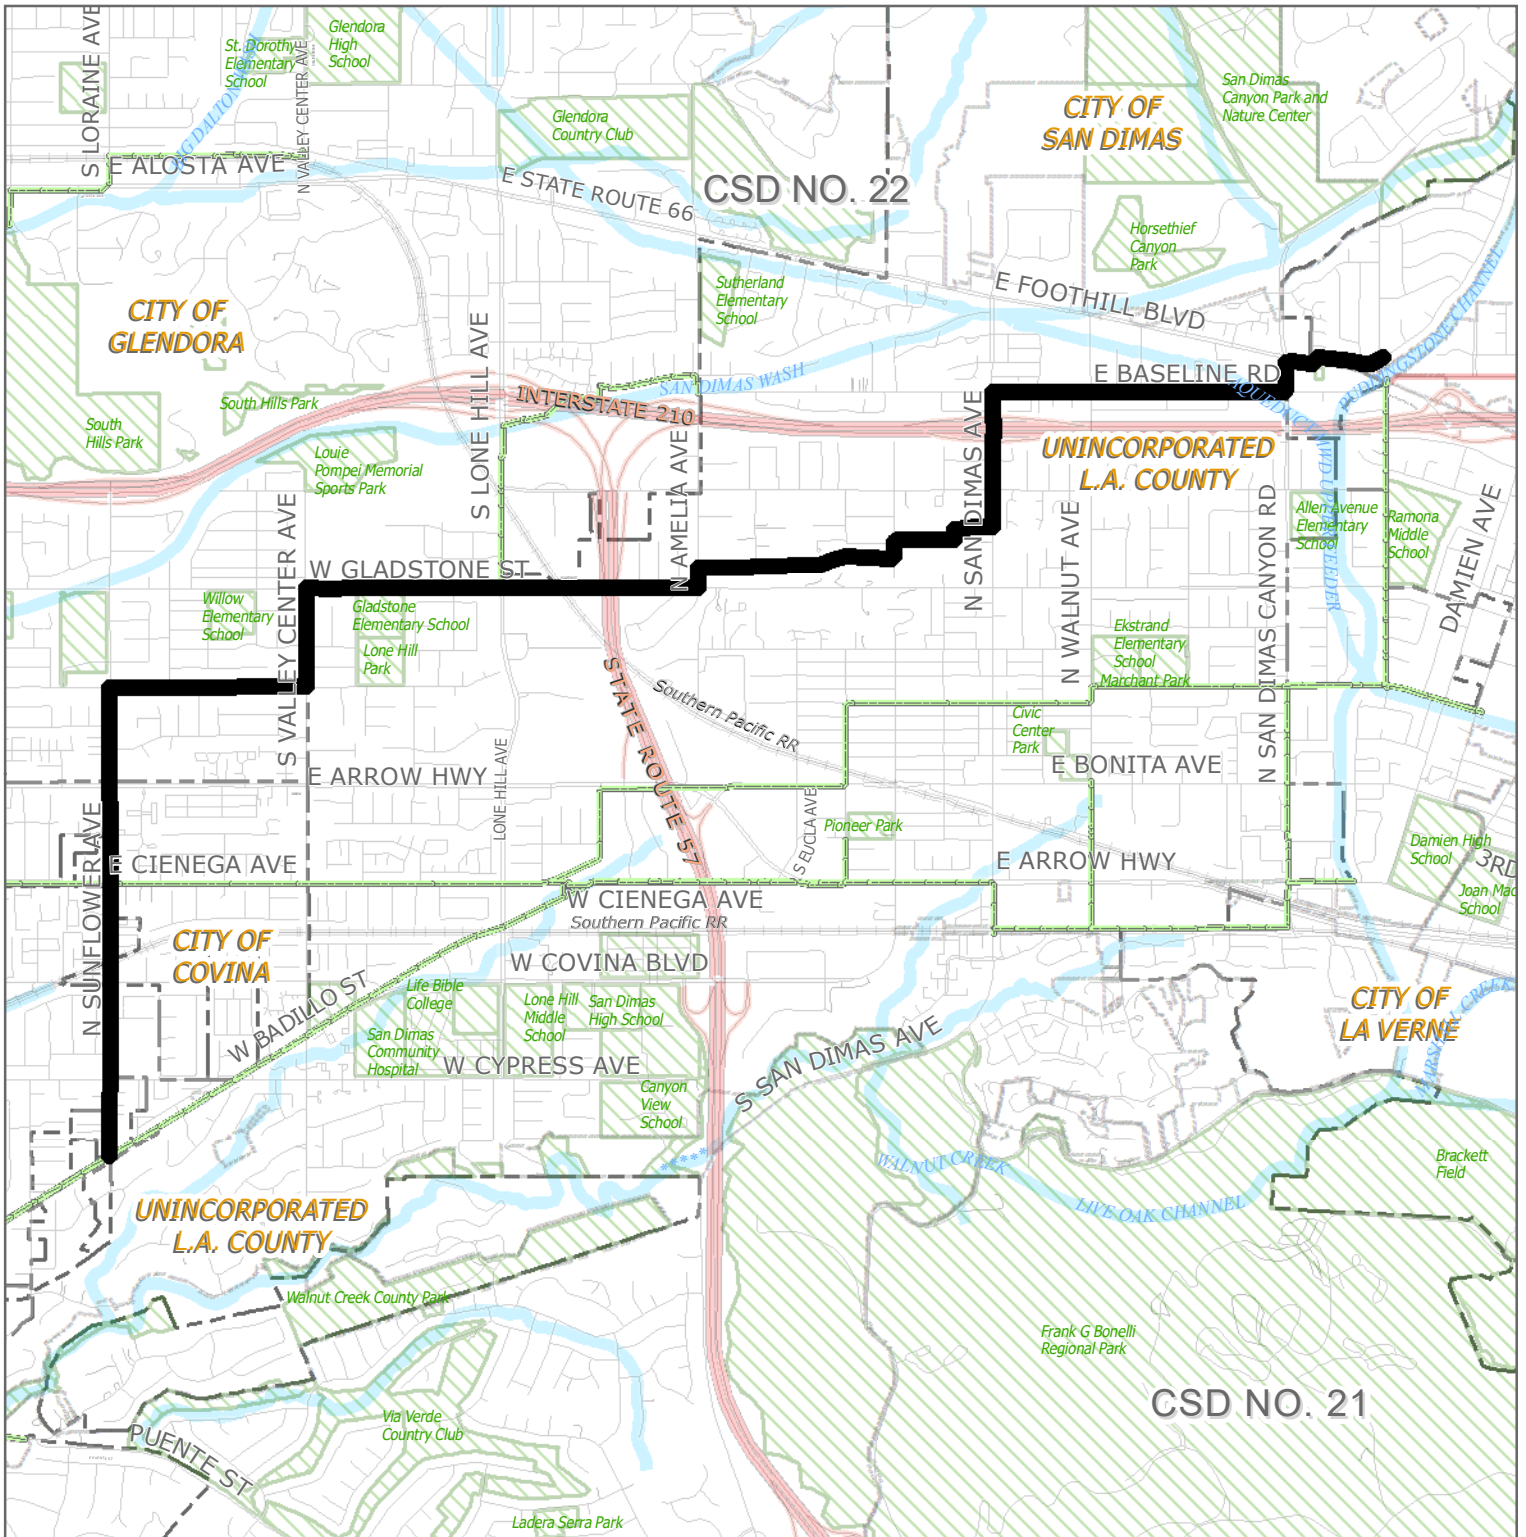 S LORAINE AVE
St. Dorothy
Elementary
School
Glendora
High
School
N VALLEY CENTER AVE
E ALOSTA AVE
Glendora
Country Club
E STATE ROUTE 66
CSD NO. 22
CITY OF
SAN DIMAS
San Dimas
Canyon Park and
Nature Center
Horsethief
Canyon
Park
Sutherland
Elementary
School
E FOOTHILL BLVD
PUDDINGSTONE CHANNEL
CITY OF
GLENDORA
S LONE HILL AVE
SAN DIMAS WASH
INTERSTATE 210
E BASELINE RD
South Hills Park
South
Hills Park
Louie
Pompei Memorial
Sports Park
N AMELIA AVE
N SAN DIMAS AVE
UNINCORPORATED
L.A. COUNTY
Allen Avenue
Elementary
School
Ramona
Middle
School
DAMIEN AVE
S VALLEY CENTER AVE
W GLADSTONE ST
N WALNUT AVE
N SAN DIMAS CANYON RD
Willow
Elementary
School
Gladstone
Elementary School
Lone Hill
Park
Ekstrand
Elementary
School
Marchant Park
STATE ROUTE 57
Southern Pacific RR
Civic
Center
Park
E BONITA AVE
E ARROW HWY
LONE HILL AVE
S EUCLA AVE
Pioneer Park
N SUNFLOWER AVE
E CIENEGA AVE
E ARROW HWY
Damien High
School
3RD
Joan Mac
School
W CIENEGA AVE
Southern Pacific RR
CITY OF
COVINA
W COVINA BLVD
W BADILLO ST
Life Bible
College
Lone Hill
Middle
School
San Dimas
High School
San Dimas
Community
Hospital
W CYPRESS AVE
Canyon
View
School
S SAN DIMAS AVE
CITY OF
LA VERNE
WALNUT CREEK
LIVE OAK CHANNEL
Brackett
Field
UNINCORPORATED
L.A. COUNTY
Walnut Creek County Park
Frank G Bonelli
Regional Park
CSD NO. 21
Via Verde
Country Club
PUENTE ST
Ladera Serra Park